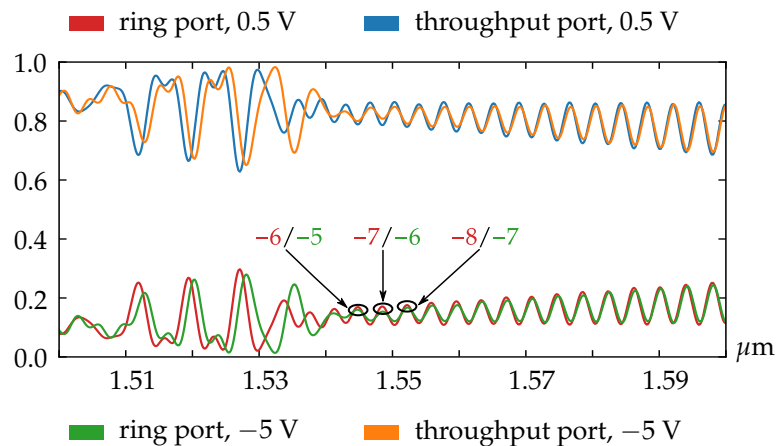 ring port, 0.5 V throughput port, 0.5 V
1.0
0.8
0.6
−6/−5 −7/−6 −8/−7
0.4
0.2
0.0
μm
1.51 1.53 1.55 1.57 1.59
ring port, −5 V throughput port, −5 V